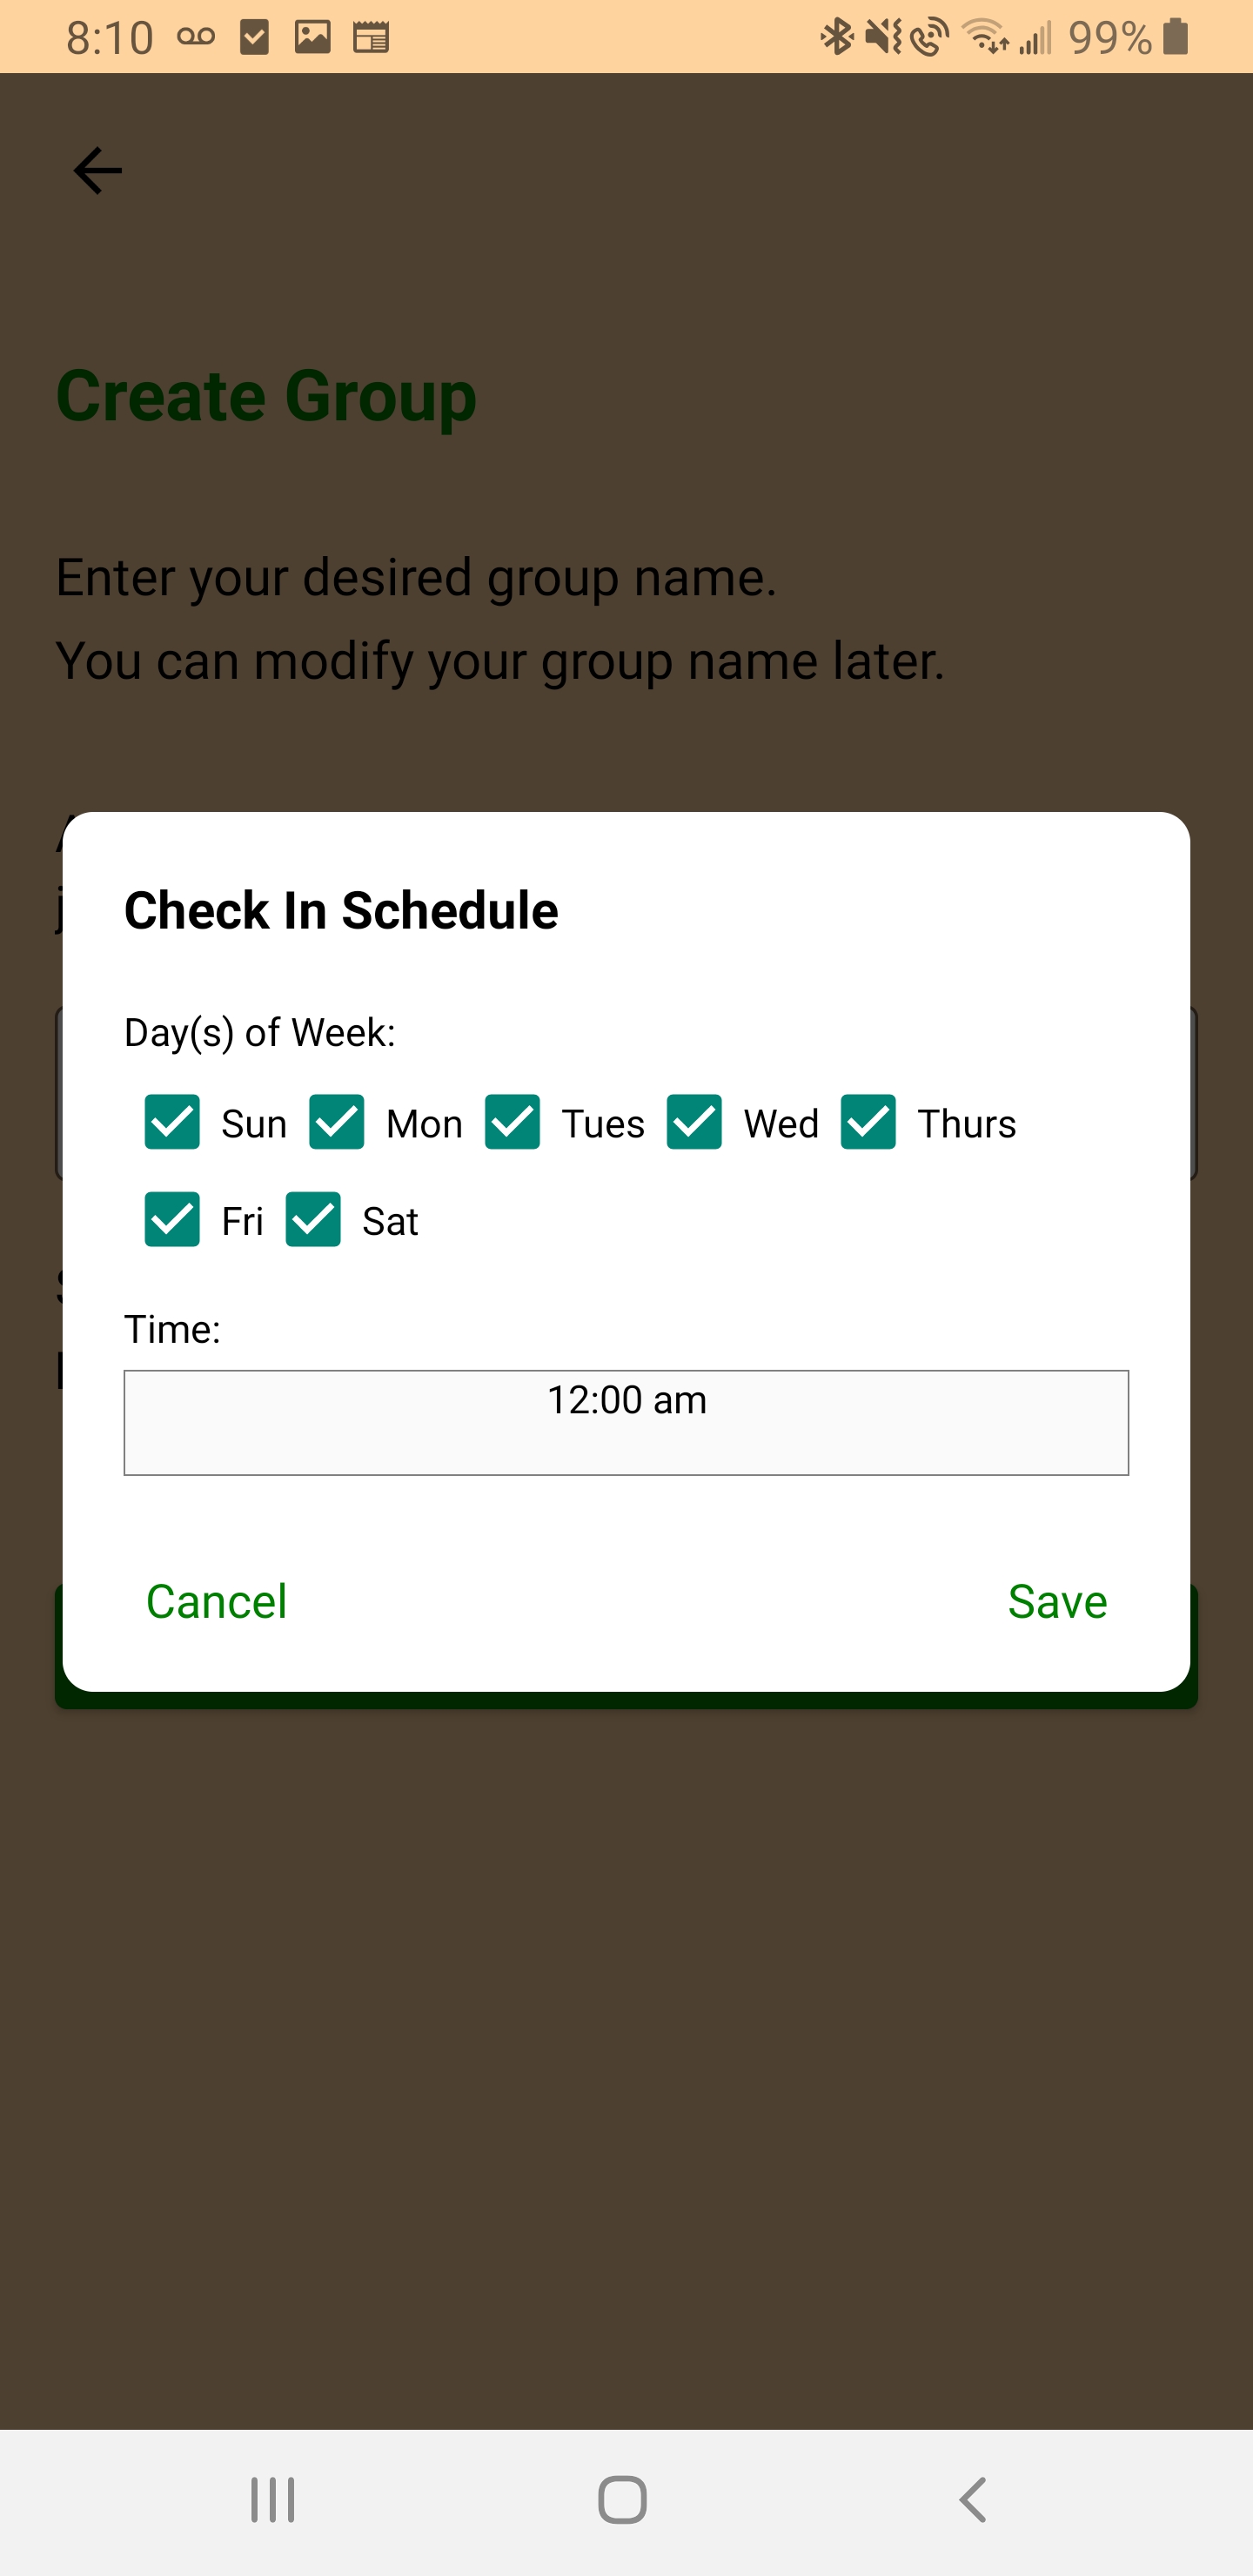 8:10 99%
Create Group
Enter your desired group name.
You can modify your group name later.
Check In Schedule
Day(s) of Week:
Sun Mon Tues Wed Thurs
Fri Sat
Time:
12:00 am
Cancel Save